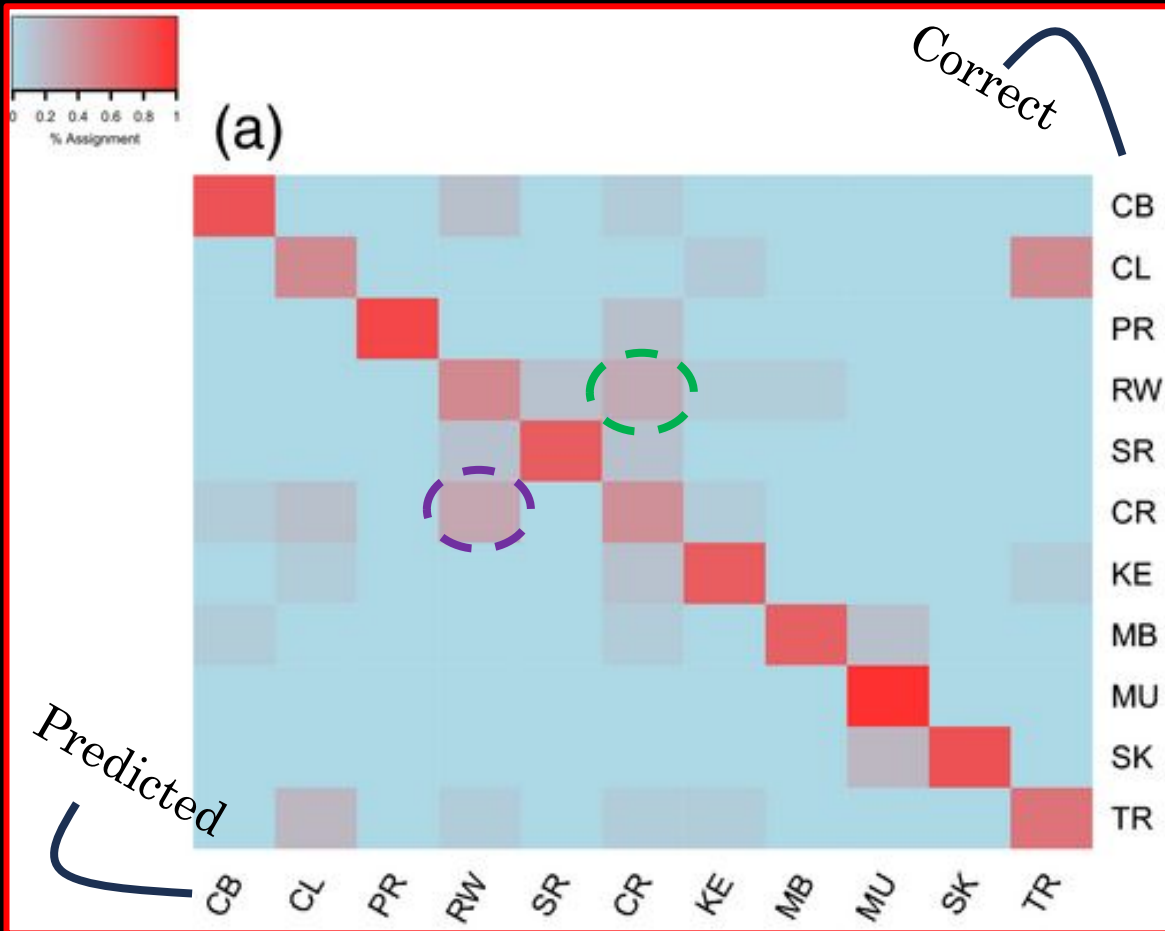 Correct
0 0.2 0.4 0.6 0.8 1
% Assignment
(a)
CB
CL
PR
RW
SR
CR
KE
MB
MU
SK
TR
Predicted
CB CL PR RW SR CR KE MB MU SK TR